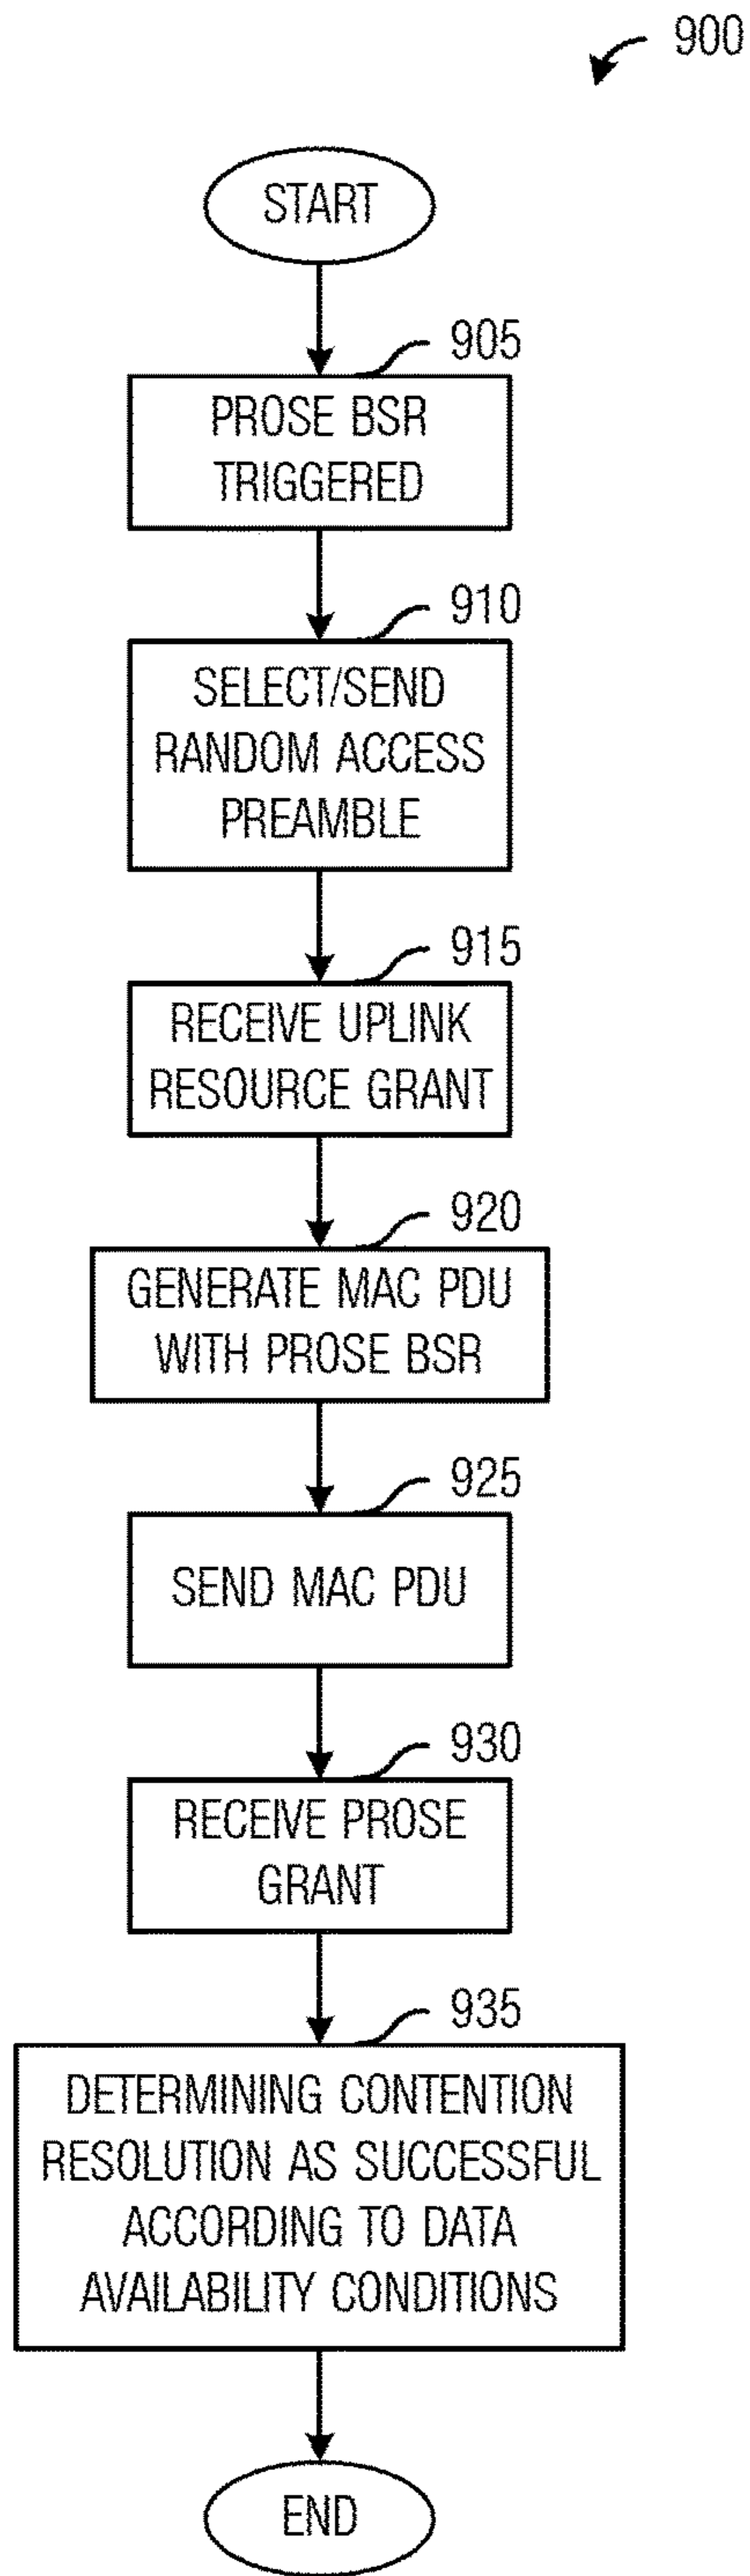 900
START
905
PROSE BSR
TRIGGERED
910
SELECT/SEND
RANDOM ACCESS
PREAMBLE
915
RECEIVE UPLINK
RESOURCE GRANT
920
GENERATE MAC PDU
WITH PROSE BSR
925
SEND MAC PDU
930
RECEIVE PROSE
GRANT
935
DETERMINING CONTENTION
RESOLUTION AS SUCCESSFUL
ACCORDING TO DATA
AVAILABILITY CONDITIONS
END